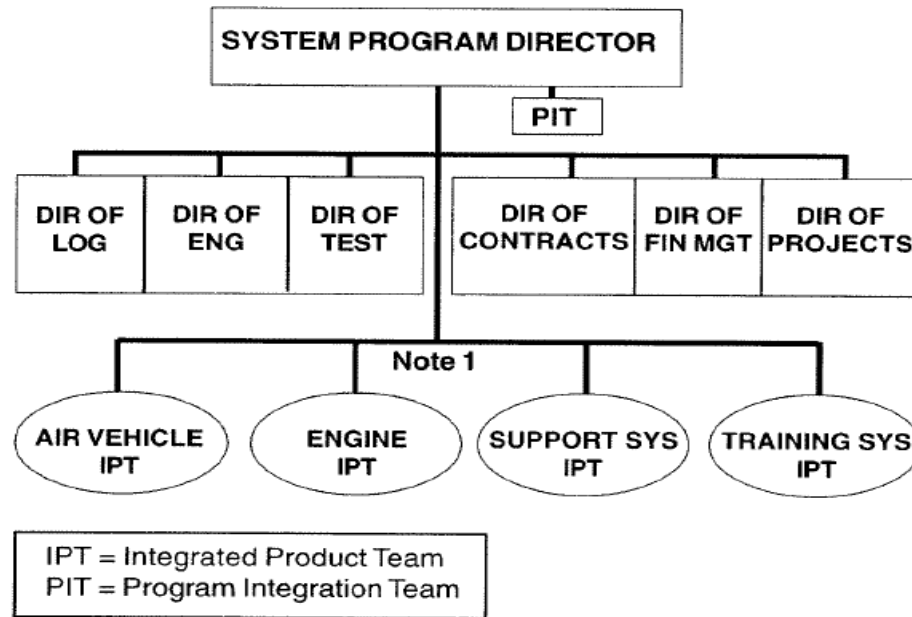 SYSTEM PROGRAM DIRECTOR
PIT
DIR OF
LOG
DIR OF
ENG
DIR OF
TEST
DIR OF
CONTRACTS
DIR OF
FIN MGT
DIR OF
PROJECTS
Note 1
AIR VEHICLE
IPT
ENGINE
IPT
SUPPORT SYS
IPT
TRAINING SYS
IPT
IPT = Integrated Product Team
PIT = Program Integration Team